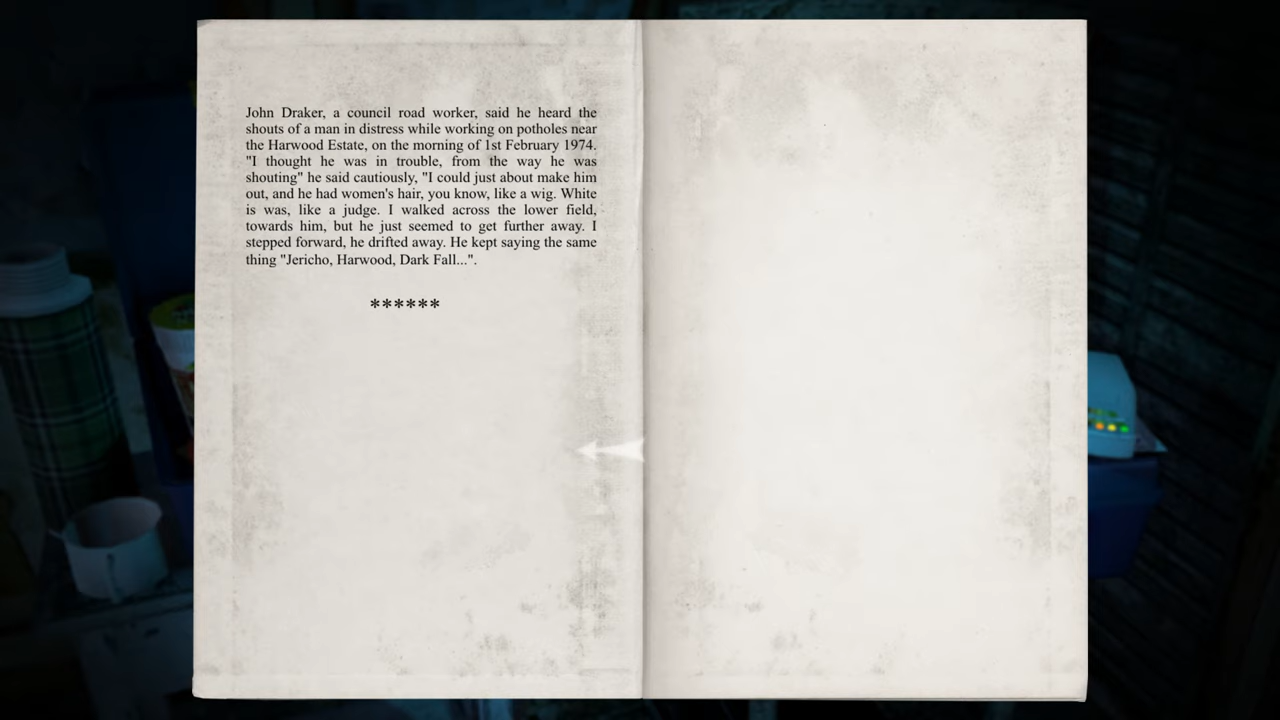 John Draker, a council road worker, said he heard the
shouts of a man in distress while working on potholes near
the Harwood Estate, on the morning of 1st February 1974.
"I thought he was in trouble, from the way he was
shouting" he said cautiously, "I could just about make him
out, and he had women's hair, you know, like a wig. White
is was, like a judge. I walked across the lower field,
towards him, but he just seemed to get further away. I
stepped forward, he drifted away. He kept saying the same
thing "Jericho, Harwood, Dark Fall...".
******